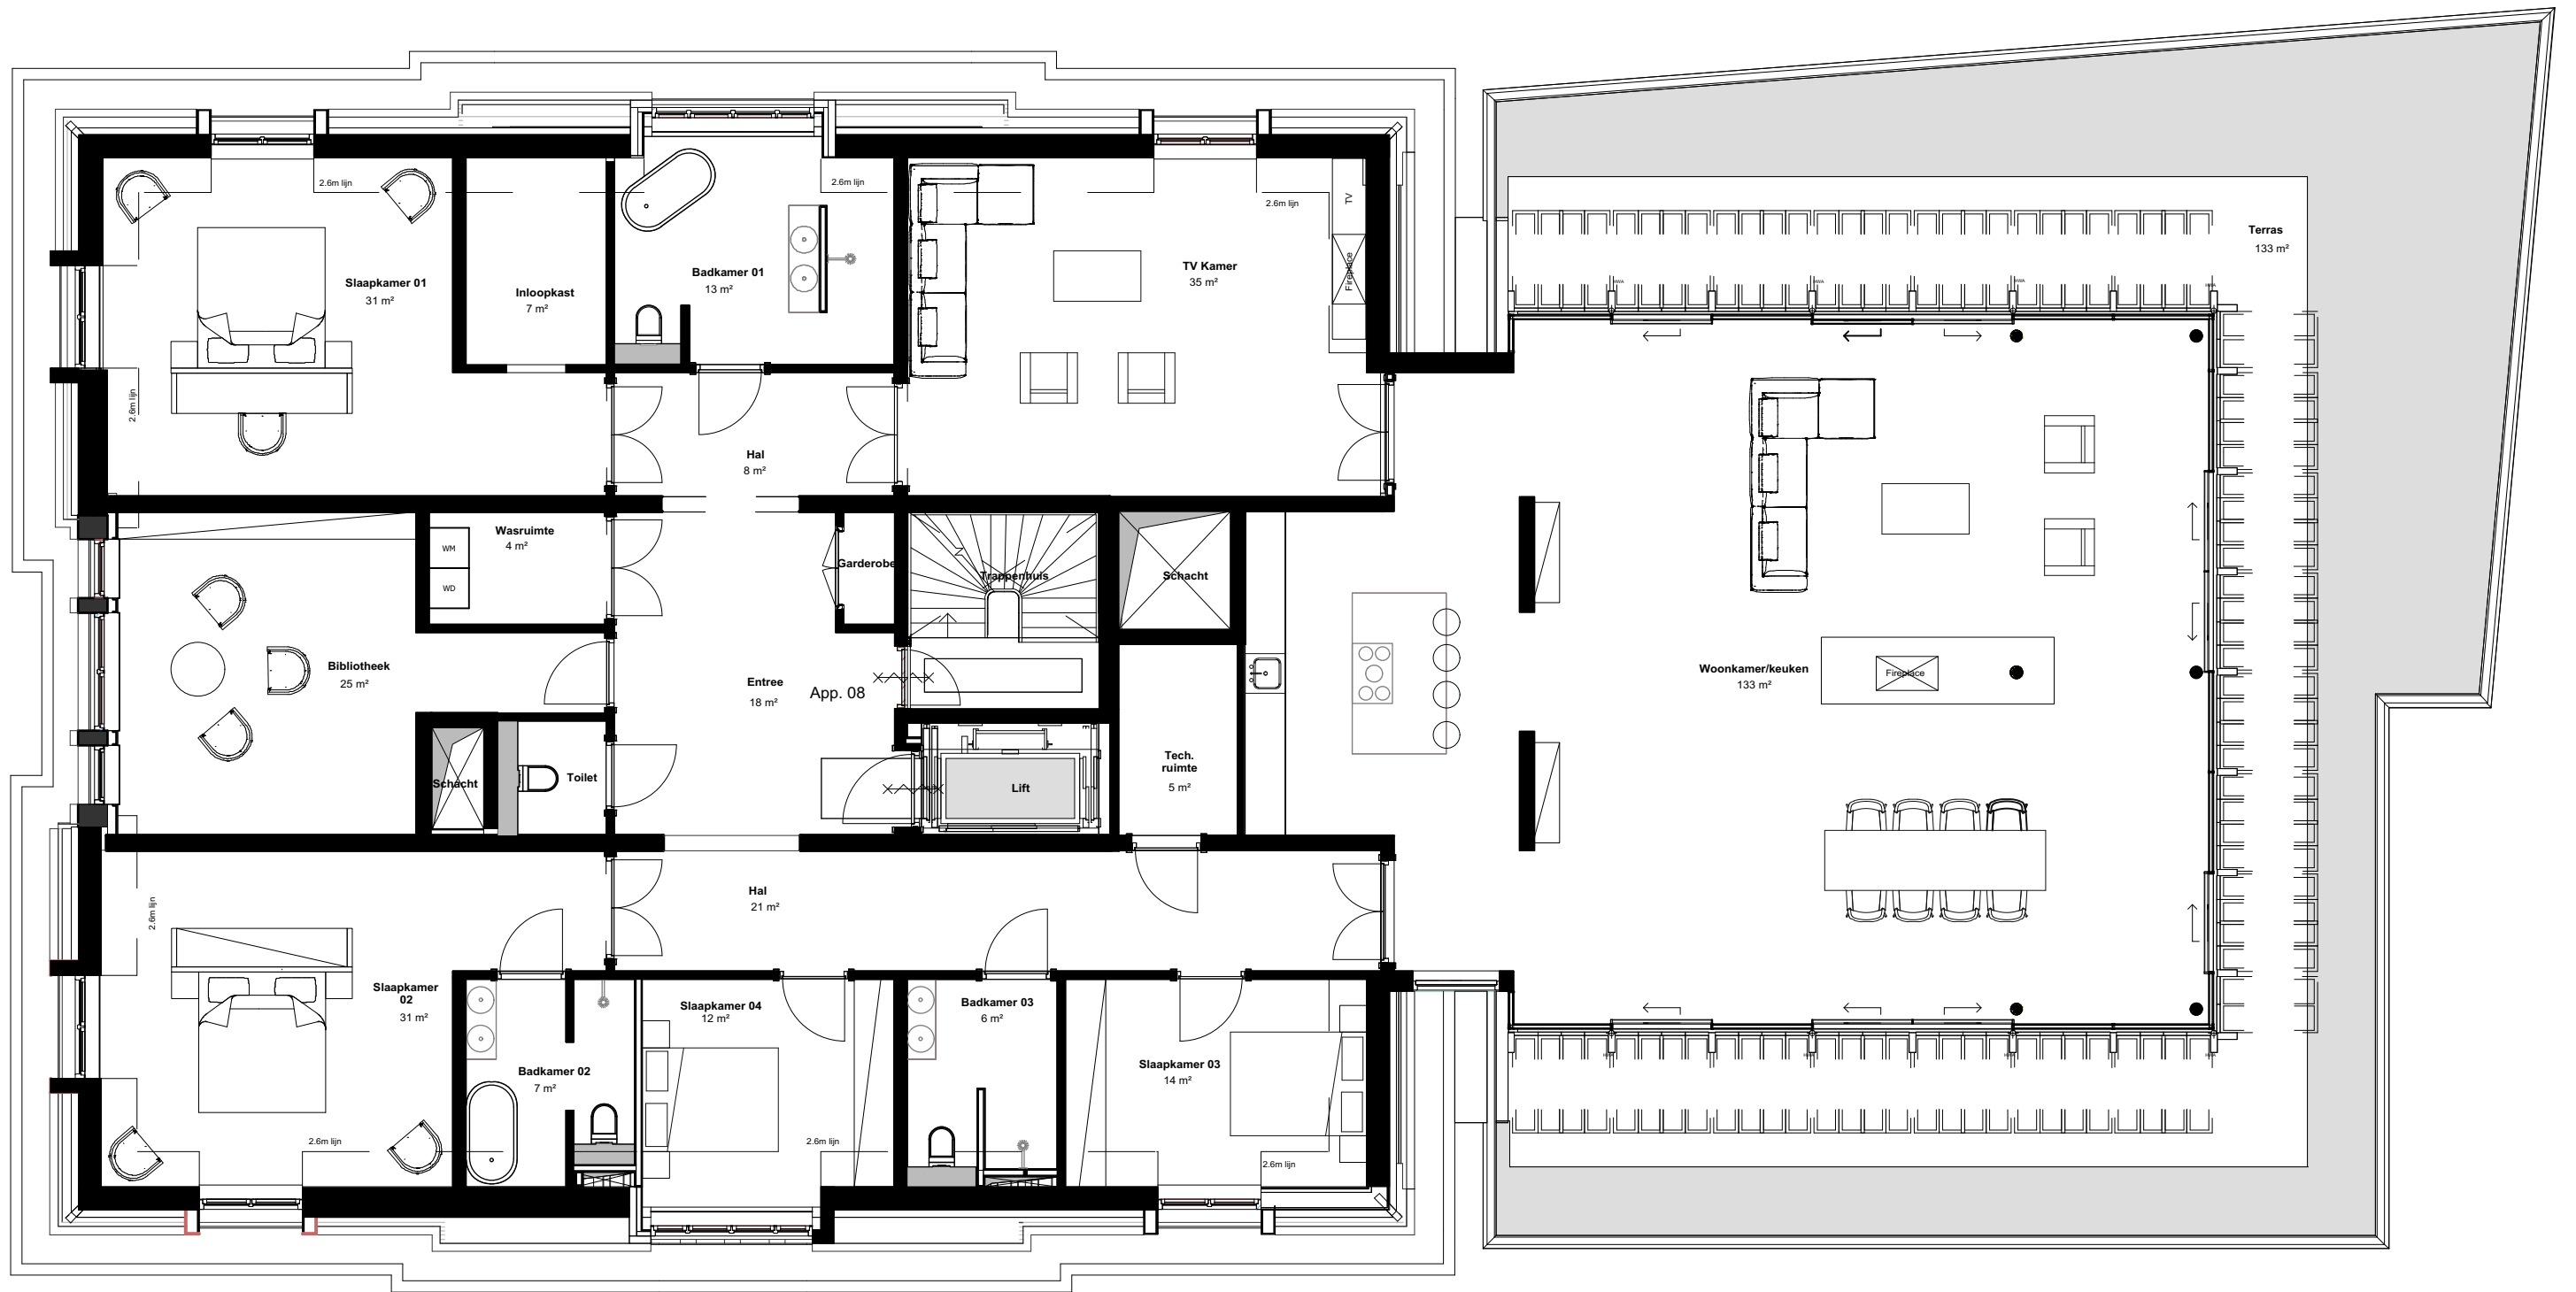 2.6m lijn
2.6m lijn
2.6m lijn
TV
Fireplace
Slaapkamer 01
31 m²
Inloopkast
7 m²
Badkamer 01
13 m²
TV Kamer
35 m²
Terras
133 m²
2.6m lijn
Hal
8 m²
WM
WD
Wasruimte
4 m²
Garderobe
Trappenhuis
Schacht
Bibliotheek
25 m²
Entree
18 m²
App. 08
Woonkamer/keuken
133 m²
Fireplace
Schacht
Toilet
Lift
Tech.
ruimte
5 m²
2.6m lijn
Hal
21 m²
Slaapkamer
02
31 m²
Badkamer 02
7 m²
Slaapkamer 04
12 m²
Badkamer 03
6 m²
Slaapkamer 03
14 m²
2.6m lijn
2.6m lijn
2.6m lijn